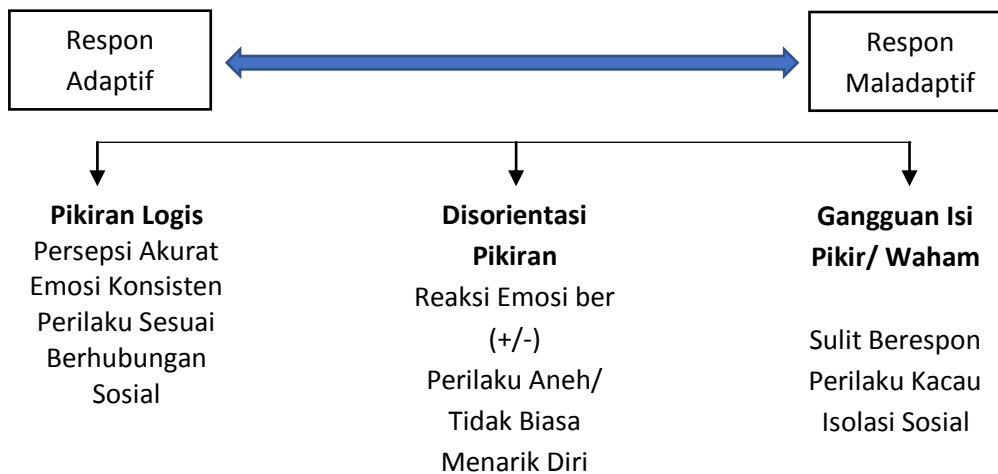 Respon
Adaptif
Respon
Maladaptif
Pikiran Logis
Persepsi Akurat
Emosi Konsisten
Perilaku Sesuai
Berhubungan
Sosial
Disorientasi
Pikiran
Reaksi Emosi ber
(+/-)
Perilaku Aneh/
Tidak Biasa
Menarik Diri
Gangguan Isi
Pikir/ Waham
Sulit Berespon
Perilaku Kacau
Isolasi Sosial